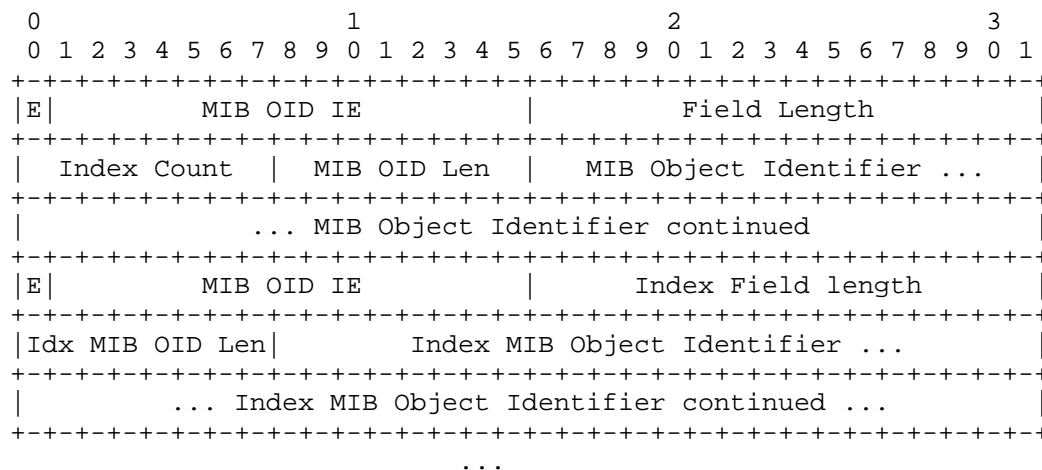 0                   1                   2                   3
 0 1 2 3 4 5 6 7 8 9 0 1 2 3 4 5 6 7 8 9 0 1 2 3 4 5 6 7 8 9 0 1
+-+-+-+-+-+-+-+-+-+-+-+-+-+-+-+-+-+-+-+-+-+-+-+-+-+-+-+-+-+-+-+-+
|E|         MIB OID IE          |         Field Length          |
+-+-+-+-+-+-+-+-+-+-+-+-+-+-+-+-+-+-+-+-+-+-+-+-+-+-+-+-+-+-+-+-+
|  Index Count  |  MIB OID Len  |   MIB Object Identifier ...   |
+-+-+-+-+-+-+-+-+-+-+-+-+-+-+-+-+-+-+-+-+-+-+-+-+-+-+-+-+-+-+-+-+
|              ... MIB Object Identifier continued              |
+-+-+-+-+-+-+-+-+-+-+-+-+-+-+-+-+-+-+-+-+-+-+-+-+-+-+-+-+-+-+-+-+
|E|         MIB OID IE          |      Index Field length       |
+-+-+-+-+-+-+-+-+-+-+-+-+-+-+-+-+-+-+-+-+-+-+-+-+-+-+-+-+-+-+-+-+
|Idx MIB OID Len|        Index MIB Object Identifier ...        |
+-+-+-+-+-+-+-+-+-+-+-+-+-+-+-+-+-+-+-+-+-+-+-+-+-+-+-+-+-+-+-+-+
|         ... Index MIB Object Identifier continued ...         |
+-+-+-+-+-+-+-+-+-+-+-+-+-+-+-+-+-+-+-+-+-+-+-+-+-+-+-+-+-+-+-+-+
                            ...